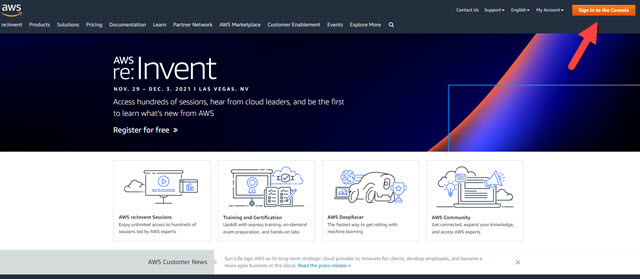 aws
Contact Us Support English My Account Sign In to the Console
re:Invent Products Solutions Pricing Documentation Learn Partner Network AWS Marketplace Customer Enablement Events Explore More
AWS
re:Invent
NOV. 29 – DEC. 3, 2021 | LAS VEGAS, NV
Access hundreds of sessions, hear from cloud leaders, and be the first
to learn what's new from AWS
Register for free »
AWS re:Invent Sessions
Enjoy unlimited access to hundreds of
sessions led by AWS experts
Training and Certification
Upskill with express training, on-demand
exam preparation, and hands-on labs
AWS DeepRacer
The fastest way to get rolling with
machine learning
AWS Community
Get connected, expand your knowledge,
and access AWS experts
AWS Customer News
Sun Life taps AWS as its long-term strategic cloud provider to innovate for clients, develop employees, and become a
more agile business in the cloud. Read the press release »